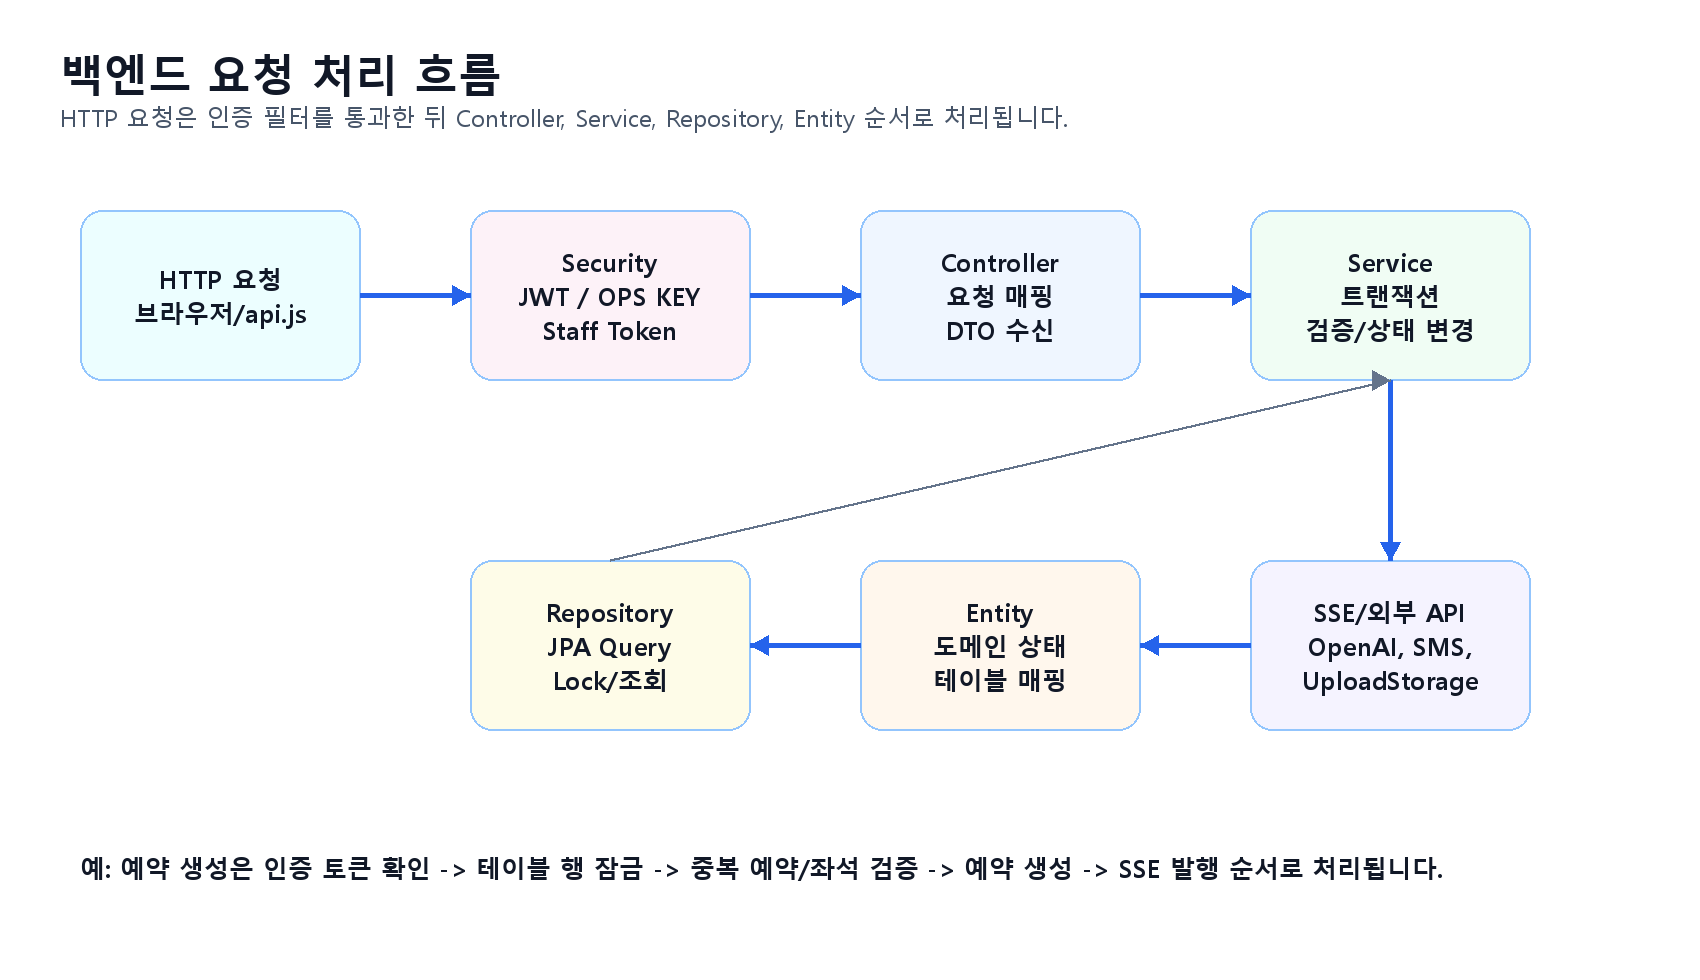 백엔드 요청 처리 흐름
HTTP 요청은 인증 필터를 통과한 뒤 Controller, Service, Repository, Entity 순서로 처리됩니다.
HTTP 요청
브라우저/api.js
Security
JWT / OPS KEY
Staff Token
Controller
요청 매핑
DTO 수신
Service
트랜잭션
검증/상태 변경
Repository
JPA Query
Lock/조회
Entity
도메인 상태
테이블 매핑
SSE/외부 API
OpenAI, SMS,
UploadStorage
예: 예약 생성은 인증 토큰 확인 -> 테이블 행 잠금 -> 중복 예약/좌석 검증 -> 예약 생성 -> SSE 발행 순서로 처리됩니다.